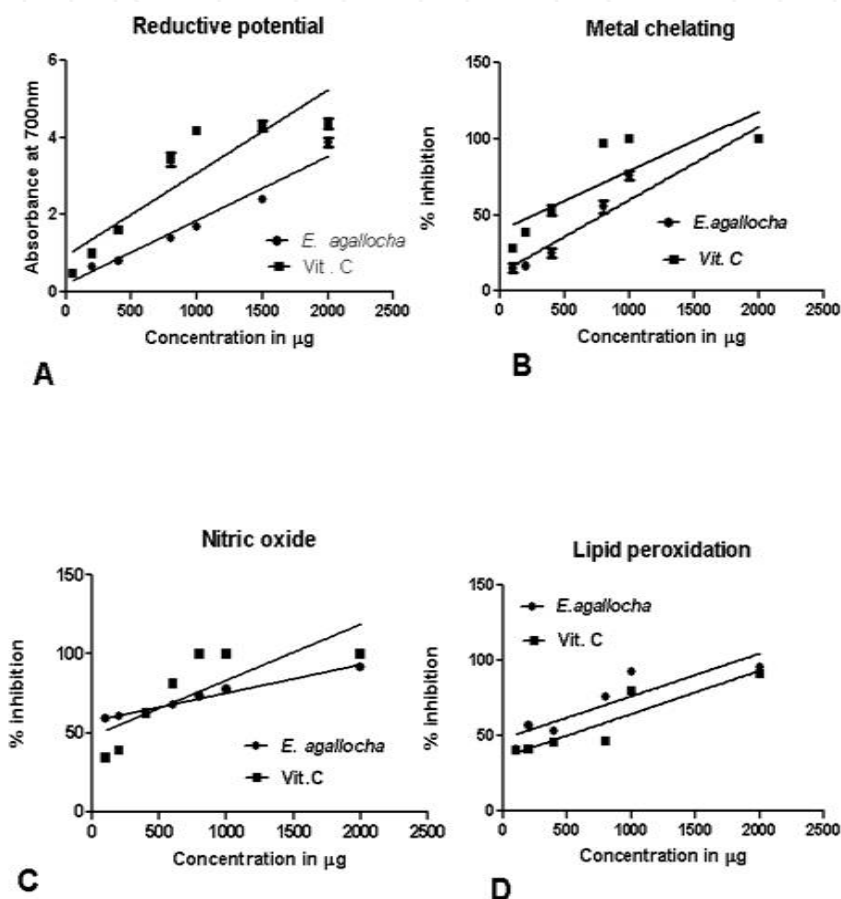 Reductive potential
6
4
2
0
0
500
1000
1500
2000
2500
Absorbance at 700nm
E. agallocha
Vit . C
Concentration in µg
A
Metal chelating
150
100
50
0
0
500
1000
1500
2000
2500
% inhibition
E.agallocha
Vit. C
Concentration in µg
B
Nitric oxide
150
100
50
0
0
500
1000
1500
2000
2500
% inhibition
E. agallocha
Vit.C
Concentration in µg
C
Lipid peroxidation
150
100
50
0
0
500
1000
1500
2000
2500
% inhibition
E.agallocha
Vit. C
Concentration in µg
D